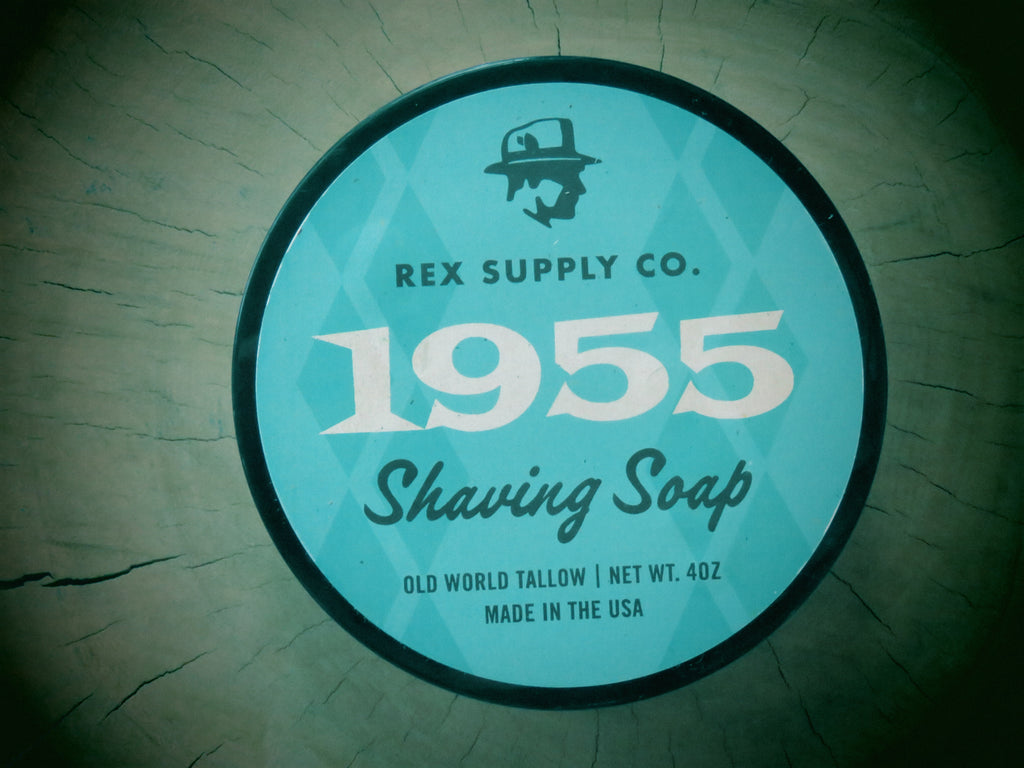 REX SUPPLY CO.
1955
Shaving Soap
OLD WORLD TALLOW | NET WT. 4OZ
MADE IN THE USA